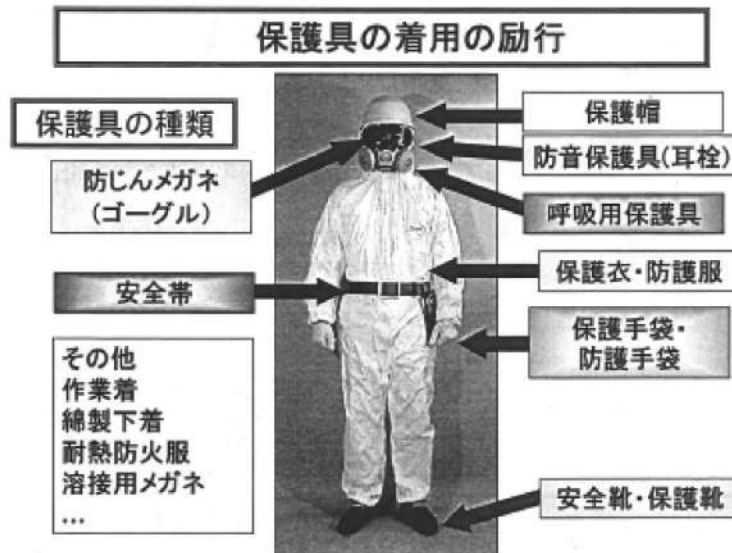 保護具の着用の励行
保護具の種類
防じんメガネ
(ゴーグル)
安全帯
その他
作業着
綿製下着
耐熱防火服
溶接用メガネ
...
保護帽
防音保護具(耳栓)
呼吸用保護具
保護衣・防護服
保護手袋・
防護手袋
安全靴・保護靴